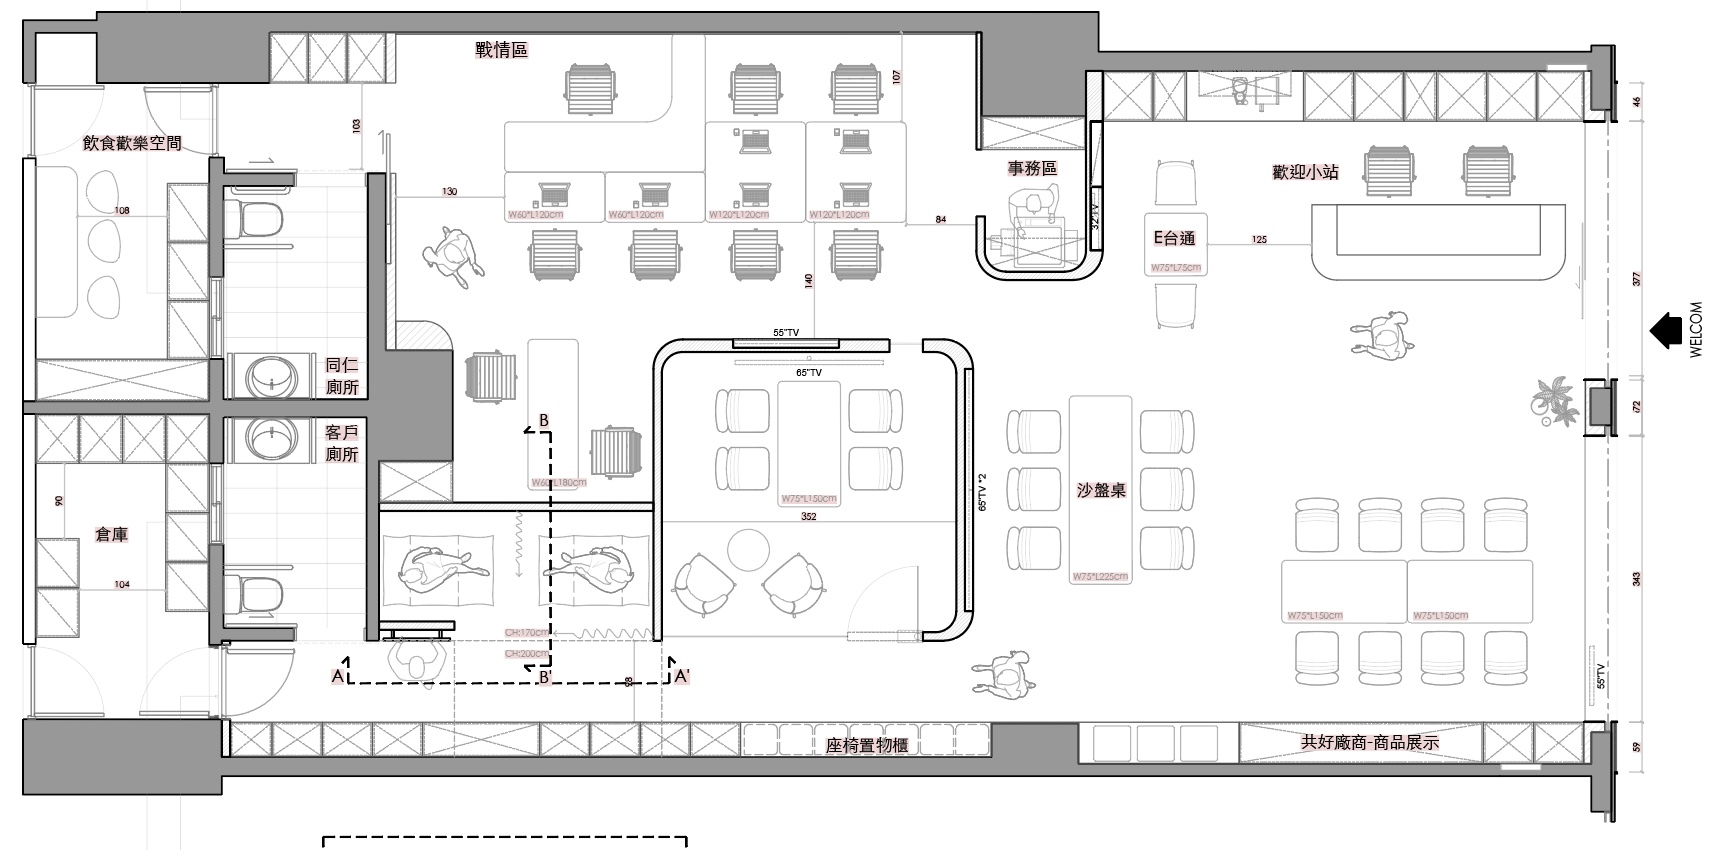 戰情區
107
46
103
飲食歡樂空間
事務區
歡迎小站
130
108
W60*L120cm
W60*L120cm
W120*L120cm
W120*L120cm
84
32"TV
E台通
125
W75*L75cm
140
377
WELCOM
55"TV
65"TV
同仁
廁所
客戶
廁所
72
B
W60*L180cm
W75*L150cm
65"TV *2
沙盤桌
90
352
倉庫
104
W75*L225cm
343
W75*L150cm
W75*L150cm
CH:170cm
CH:200cm
A
B'
A'
98
55"TV
座椅置物櫃
共好廠商-商品展示
59